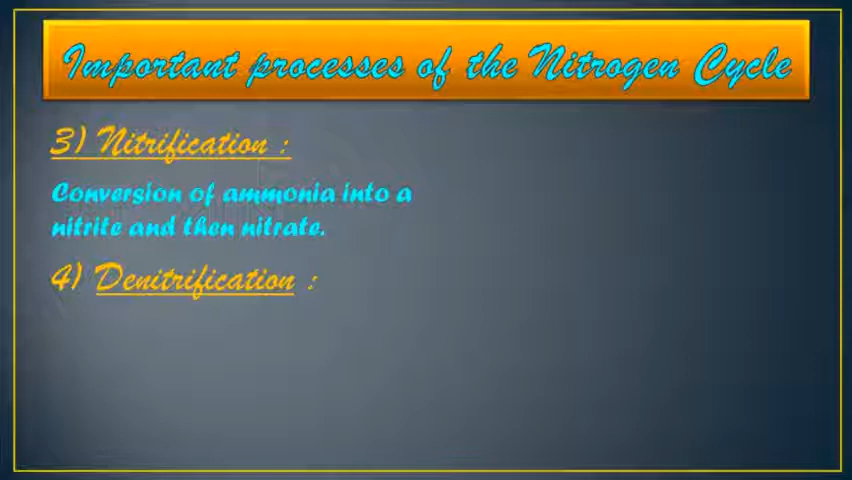 Important processes of the Nitrogen Cycle
3) Nitrification :
Conversion of ammonia into a
nitrite and then nitrate.
4) Denitrification :